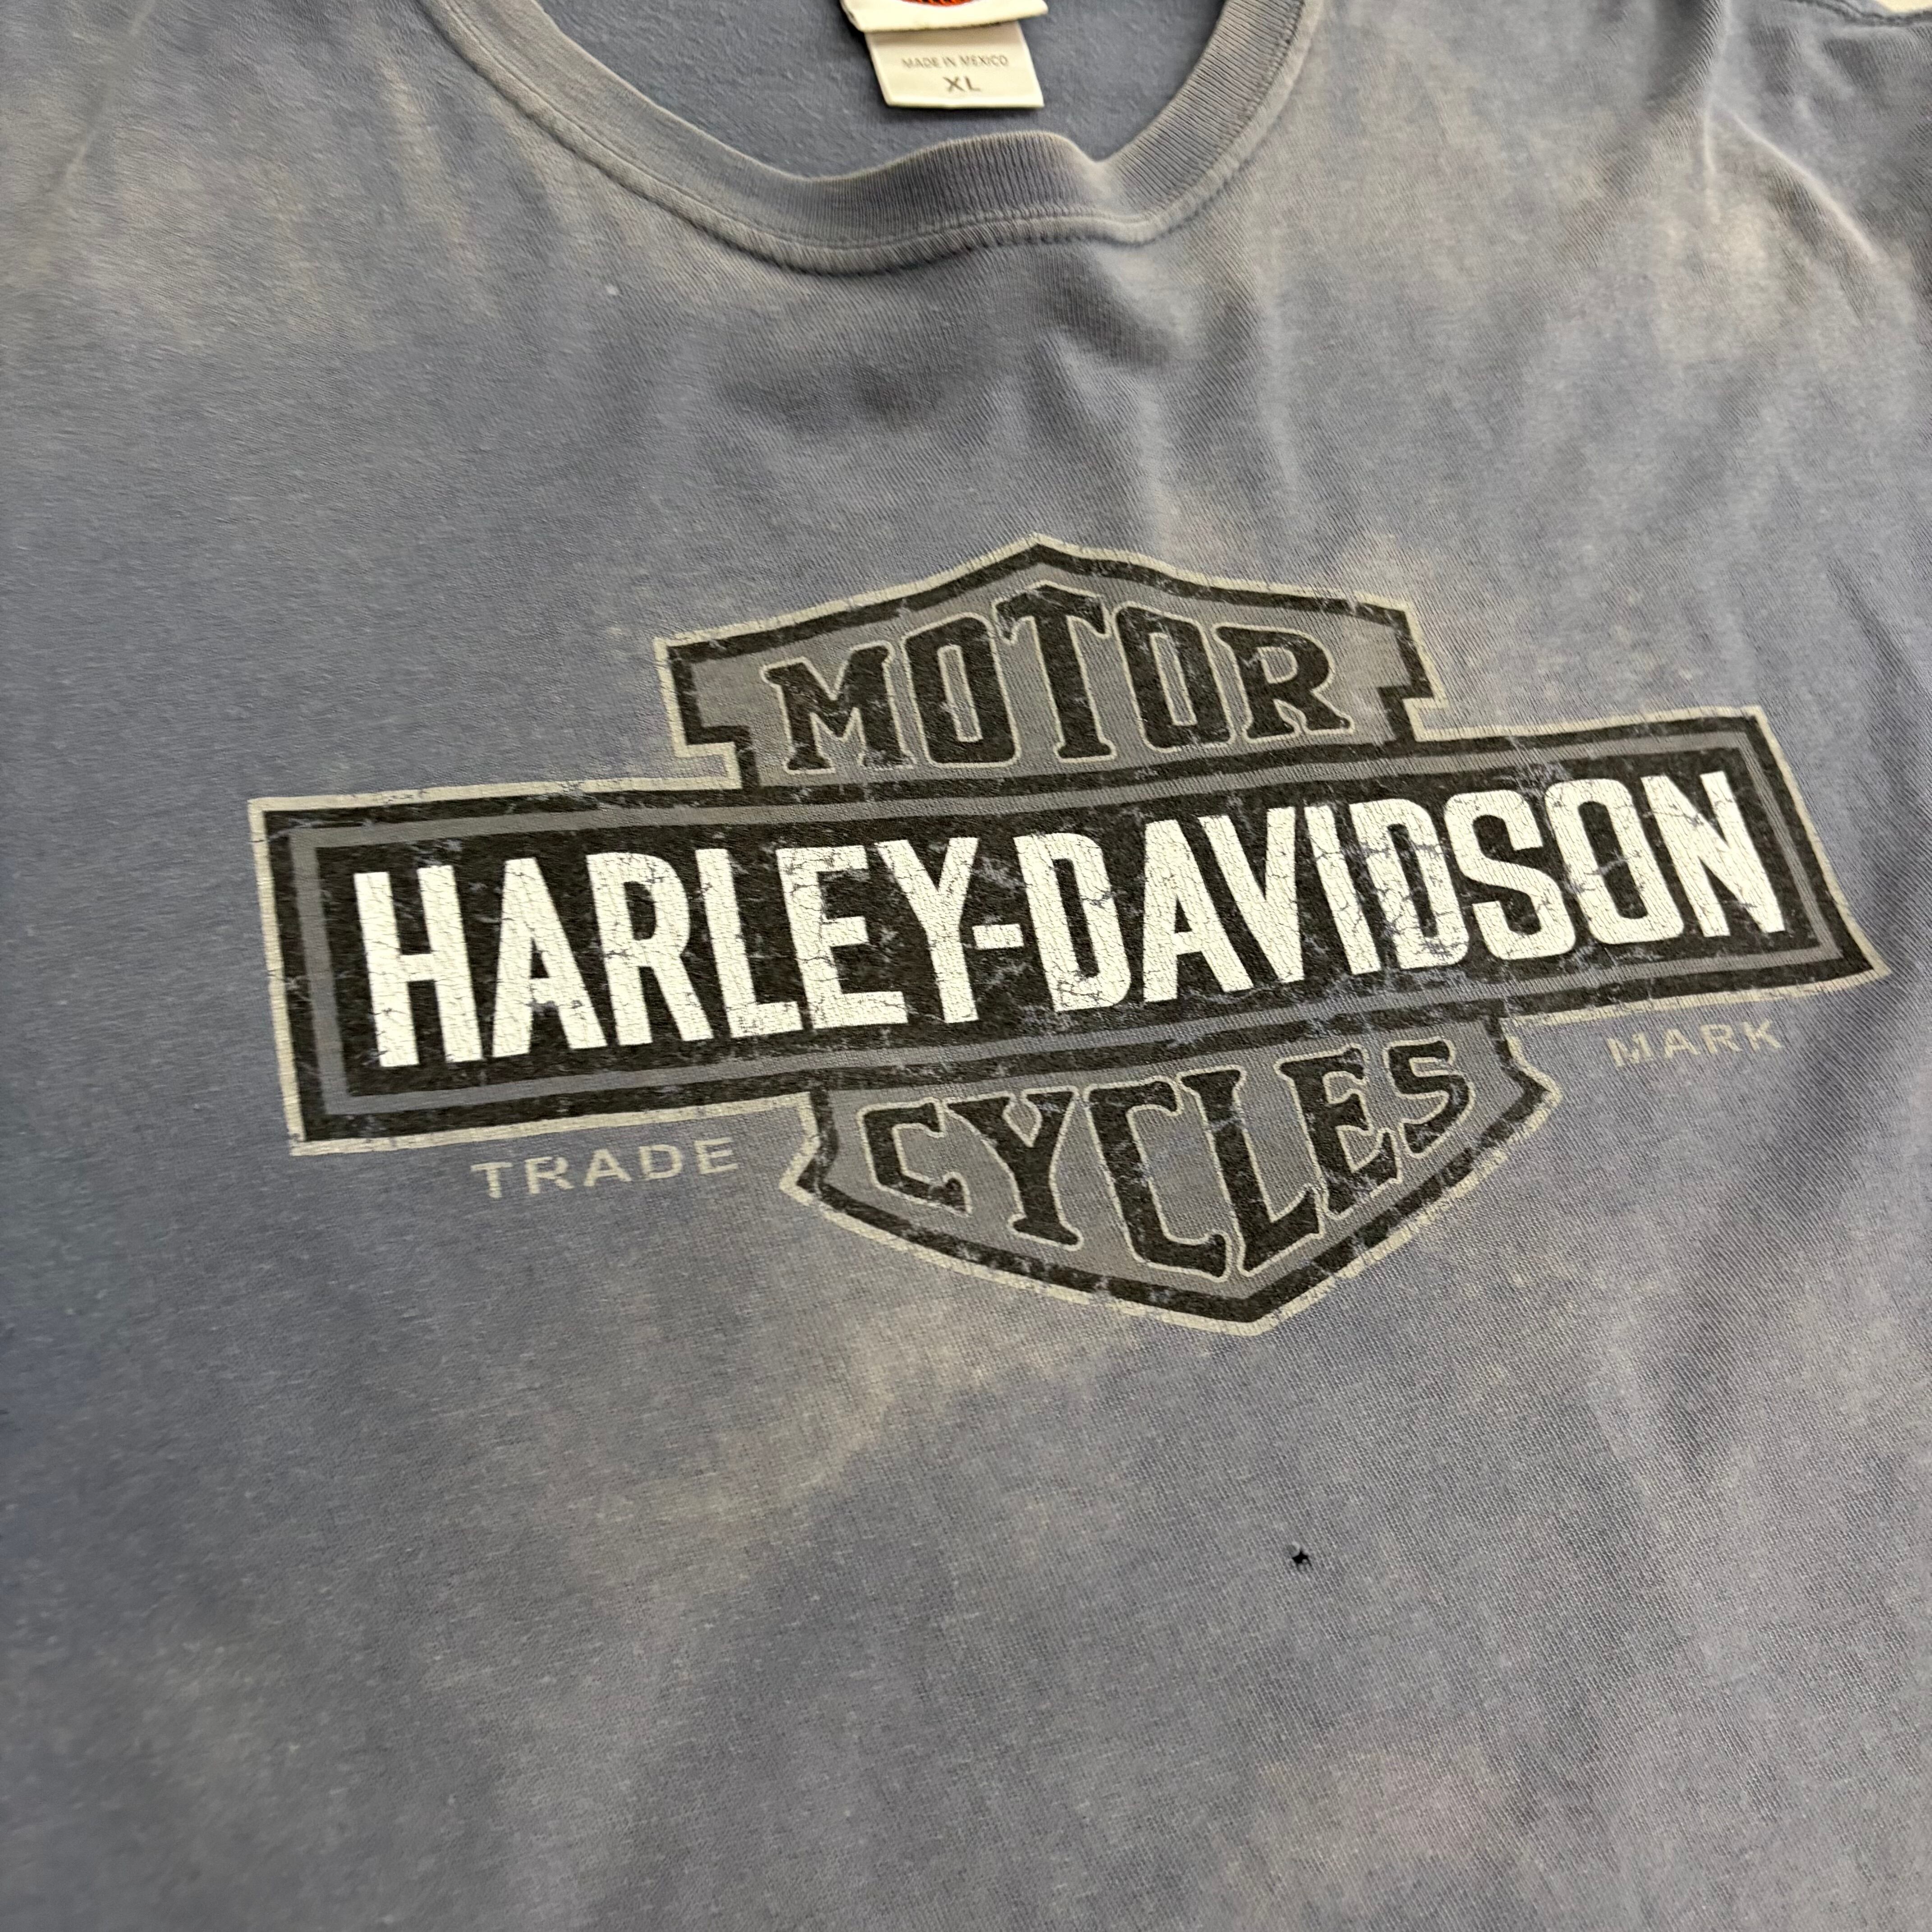 MADE IN MEXICO
XL
MOTOR
HARLEY-DAVIDSON
CYCLES
TRADE MARK